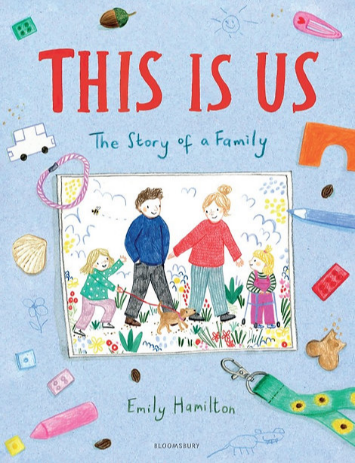 THIS IS US
The Story of a Family
Emily Hamilton
BLOOMSBURY